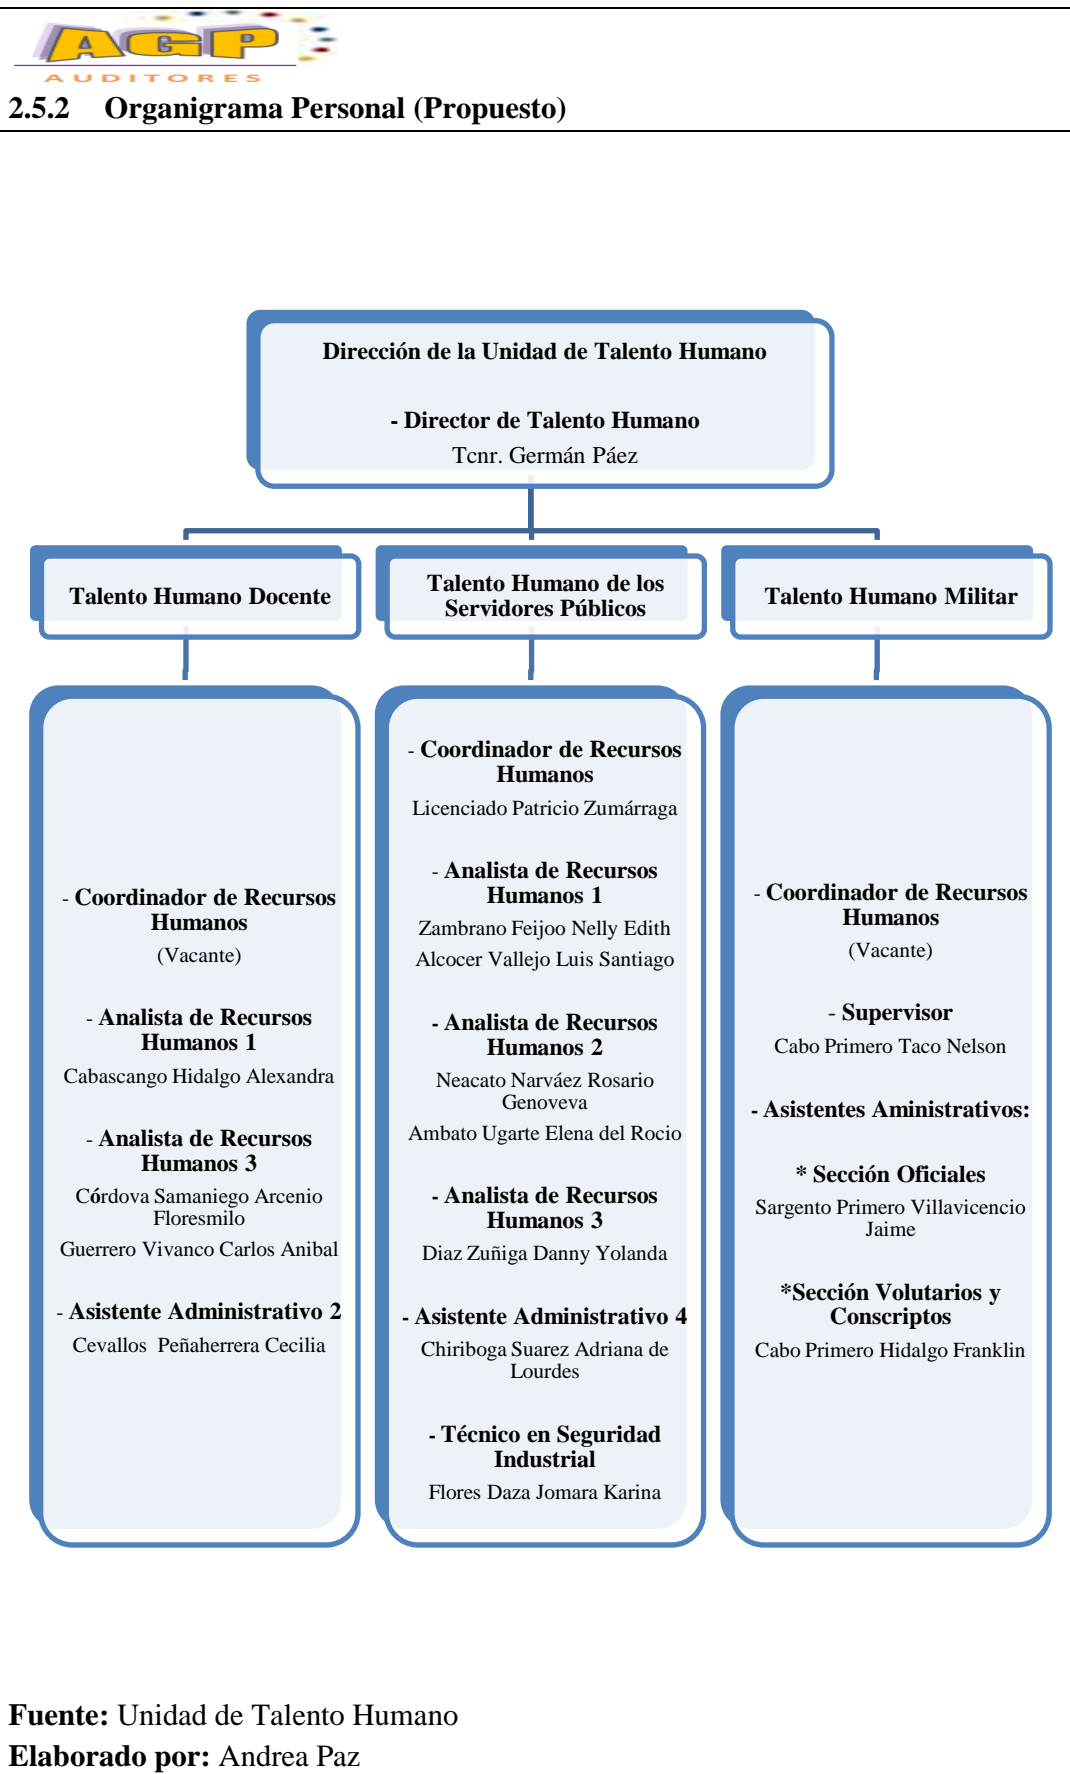 AGP
AUDITORES
2.5.2 Organigrama Personal (Propuesto)
Dirección de la Unidad de Talento Humano
- Director de Talento Humano
Tcnr. Germán Páez
Talento Humano Docente
- Coordinador de Recursos
Humanos
(Vacante)
- Analista de Recursos
Humanos 1
Cabascango Hidalgo Alexandra
- Analista de Recursos
Humanos 3
Córdova Samaniego Arcenio
Floresmilo
Guerrero Vivanco Carlos Anibal
- Asistente Administrativo 2
Cevallos Peñaherrera Cecilia
Talento Humano de los
Servidores Públicos
- Coordinador de Recursos
Humanos
Licenciado Patricio Zumárraga
- Analista de Recursos
Humanos 1
Zambrano Feijoo Nelly Edith
Alcocer Vallejo Luis Santiago
- Analista de Recursos
Humanos 2
Neacato Narváez Rosario
Genoveva
Ambato Ugarte Elena del Rocio
- Analista de Recursos
Humanos 3
Diaz Zuñiga Danny Yolanda
- Asistente Administrativo 4
Chiriboga Suarez Adriana de
Lourdes
- Técnico en Seguridad
Industrial
Flores Daza Jomara Karina
Talento Humano Militar
- Coordinador de Recursos
Humanos
(Vacante)
- Supervisor
Cabo Primero Taco Nelson
- Asistentes Aministrativos:
* Sección Oficiales
Sargento Primero Villavicencio
Jaime
*Sección Volutarios y
Conscriptos
Cabo Primero Hidalgo Franklin
Fuente: Unidad de Talento Humano
Elaborado por: Andrea Paz